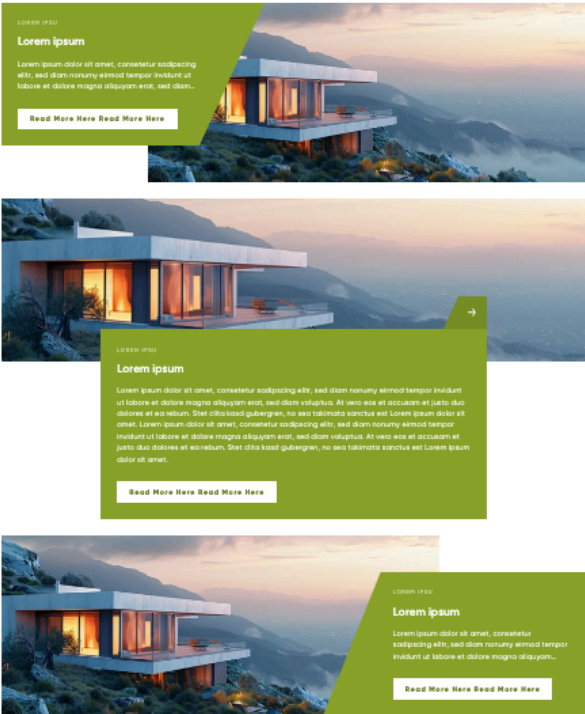 LOREM IPSU
Lorem ipsum
Lorem ipsum dolor sit amet, consetetur sadipscing
elitr, sed diam nonumy eirmod tempor invidunt ut
labore et dolore magna aliquyam erat, sed diam...
Read More Here Read More Here
LOREM IPSU
Lorem ipsum
Lorem ipsum dolor sit amet, consetetur sadipscing elitr, sed diam nonumy eirmod tempor invidunt
ut labore et dolore magna aliquyam erat, sed diam voluptua. At vero eos et accusam et justo duo
dolores et ea rebum. Stet clita kasd gubergren, no sea takimata sanctus est Lorem ipsum dolor sit
amet. Lorem ipsum dolor sit amet, consetetur sadipscing elitr, sed diam nonumy eirmod tempor
invidunt ut labore et dolore magna aliquyam erat, sed diam voluptua. At vero eos et accusam et
justo duo dolores et ea rebum. Stet clita kasd gubergren, no sea takimata sanctus est Lorem ipsum
dolor sit amet.
Read More Here Read More Here
LOREM IPSU
Lorem ipsum
Lorem ipsum dolor sit amet, consetetur
sadipscing elitr, sed diam nonumy eirmod tempor
invidunt ut labore et dolore magna aliquyam...
Read More Here Read More Here